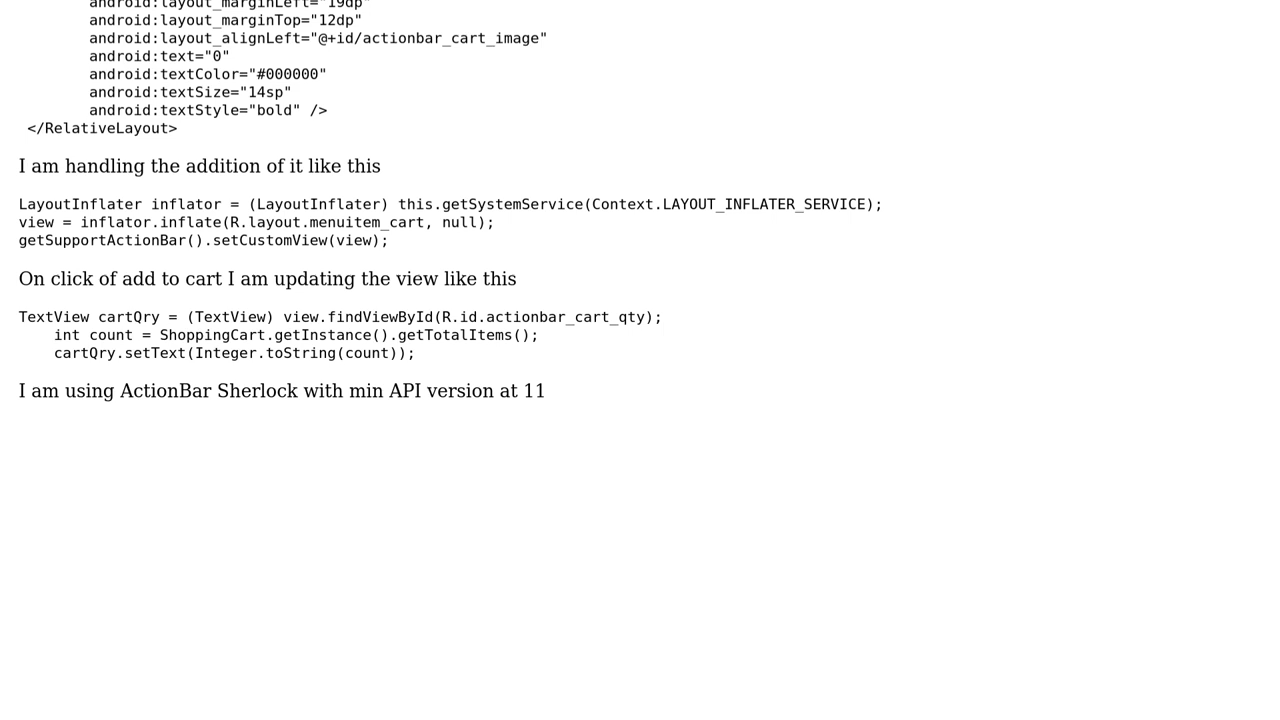 android:layout_marginLeft="19dp"
android:layout_marginTop="12dp"
android:layout_alignLeft="@+id/actionbar_cart_image"
android:text="0"
android:textColor="#000000"
android:textSize="14sp"
android:textStyle="bold" />
</RelativeLayout>
I am handling the addition of it like this
LayoutInflater inflator = (LayoutInflater) this.getSystemService(Context.LAYOUT_INFLATER_SERVICE);
view = inflator.inflate(R.layout.menuitem_cart, null);
getSupportActionBar().setCustomView(view);
On click of add to cart I am updating the view like this
TextView cartQry = (TextView) view.findViewById(R.id.actionbar_cart_qty);
int count = ShoppingCart.getInstance().getTotalItems();
cartQry.setText(Integer.toString(count));
I am using ActionBar Sherlock with min API version at 11